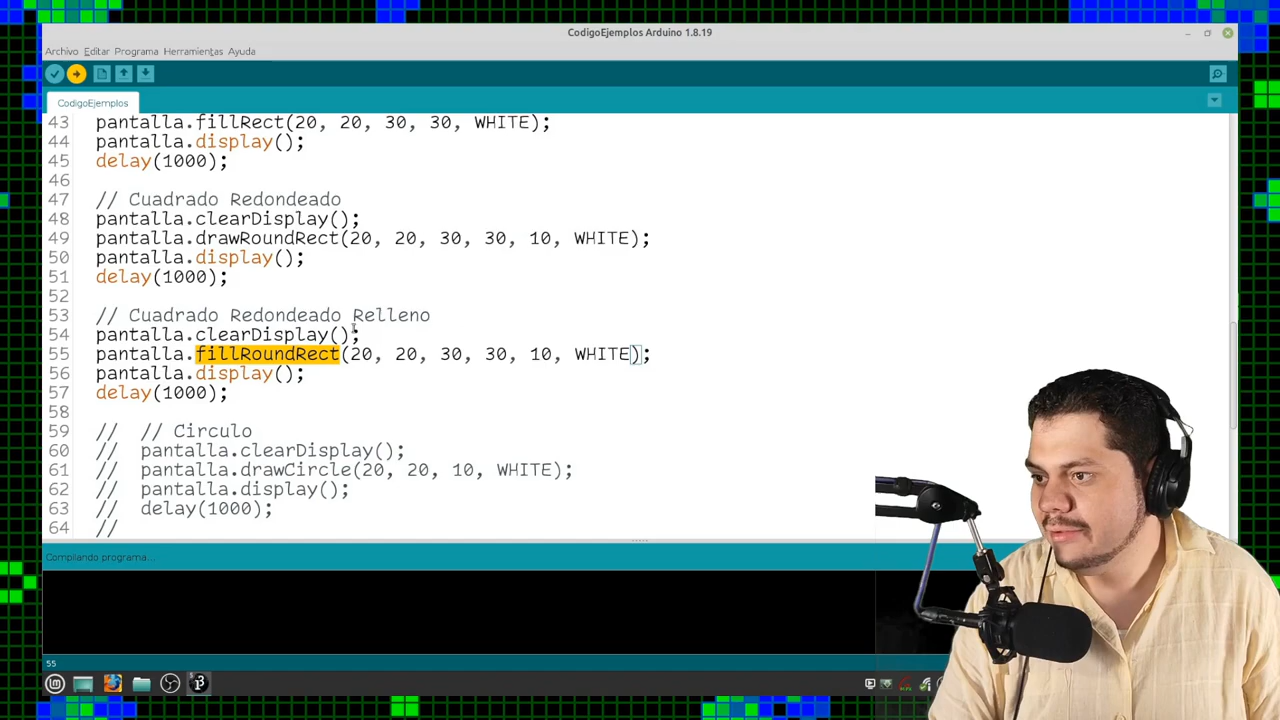 CodigoEjemplos Arduino 1.8.19
Archivo Editar Programa Herramientas Ayuda
CodigoEjemplos
43 pantalla.fillRect(20, 20, 30, 30, WHITE);
44 pantalla.display();
45 delay(1000);
46
47 // Cuadrado Redondeado
48 pantalla.clearDisplay();
49 pantalla.drawRoundRect(20, 20, 30, 30, 10, WHITE);
50 pantalla.display();
51 delay(1000);
52
53 // Cuadrado Redondeado Relleno
54 pantalla.clearDisplay();
55 pantalla.fillRoundRect(20, 20, 30, 30, 10, WHITE);
56 pantalla.display();
57 delay(1000);
58
59 // // Circulo
60 // pantalla.clearDisplay();
61 // pantalla.drawCircle(20, 20, 10, WHITE);
62 // pantalla.display();
63 // delay(1000);
64 //
Compilando programa...
55